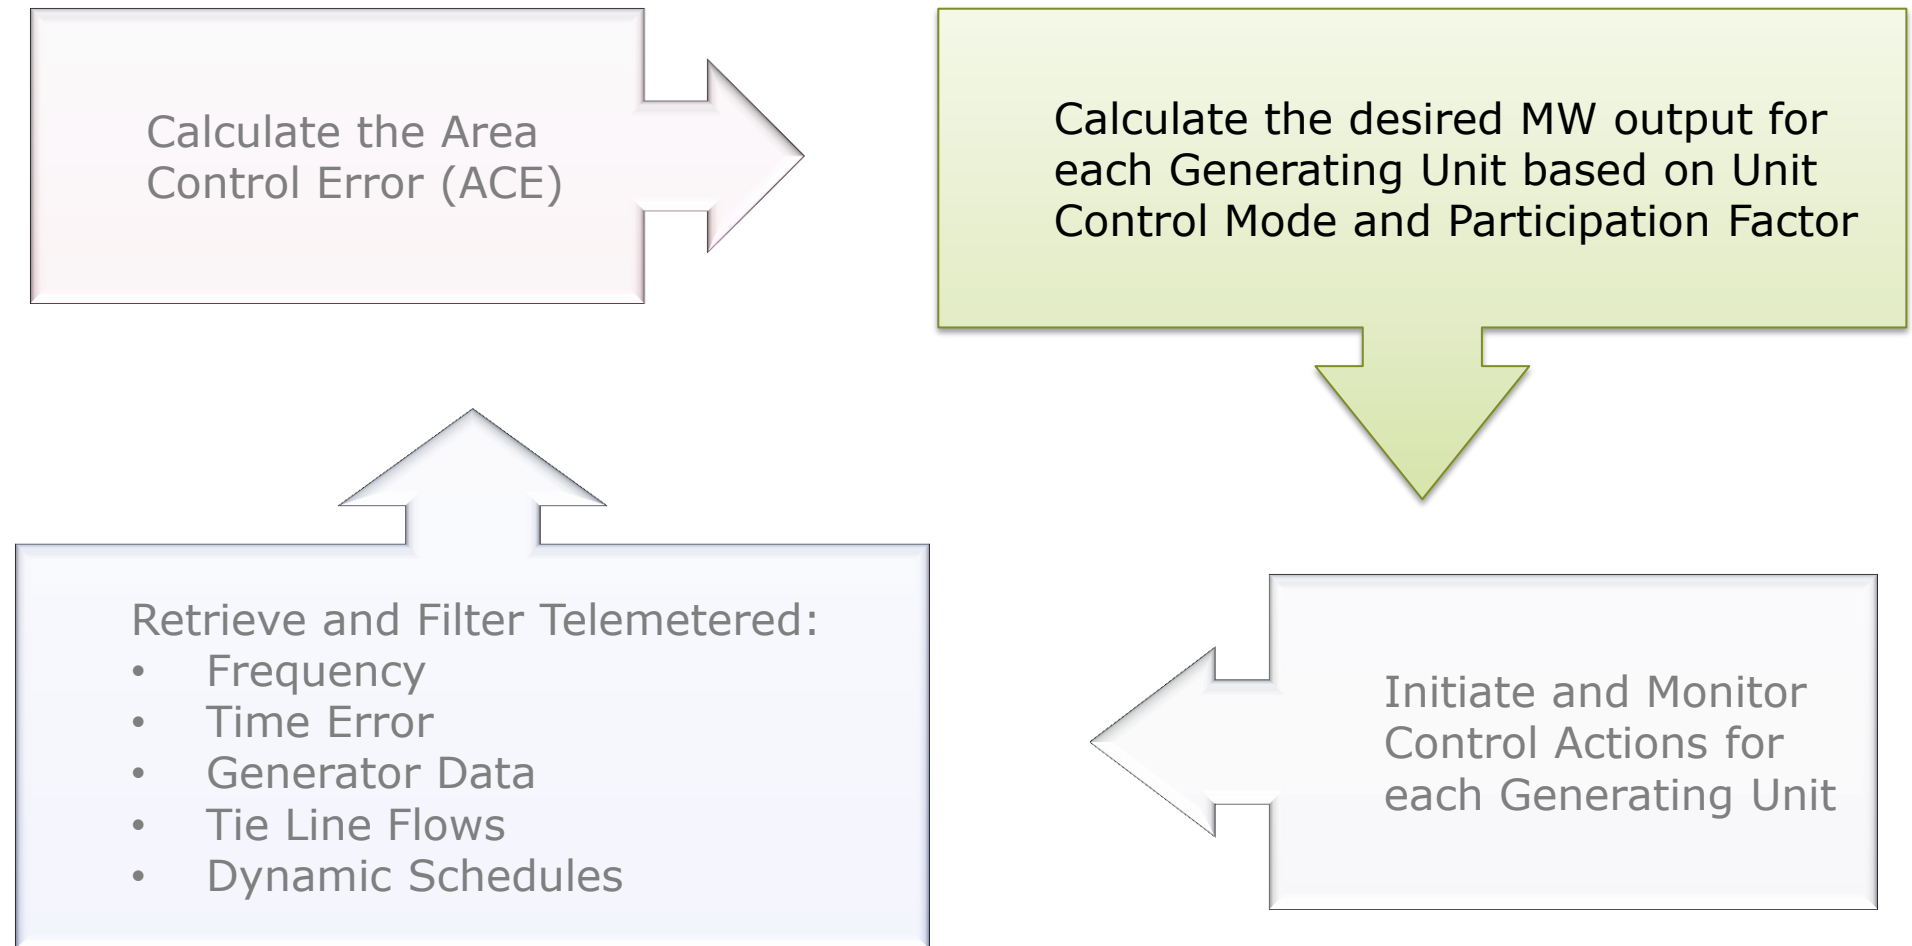 Calculate the Area
Control Error (ACE)
Calculate the desired MW output for
each Generating Unit based on Unit
Control Mode and Participation Factor
Retrieve and Filter Telemetered:
• Frequency
• Time Error
• Generator Data
• Tie Line Flows
• Dynamic Schedules
Initiate and Monitor
Control Actions for
each Generating Unit